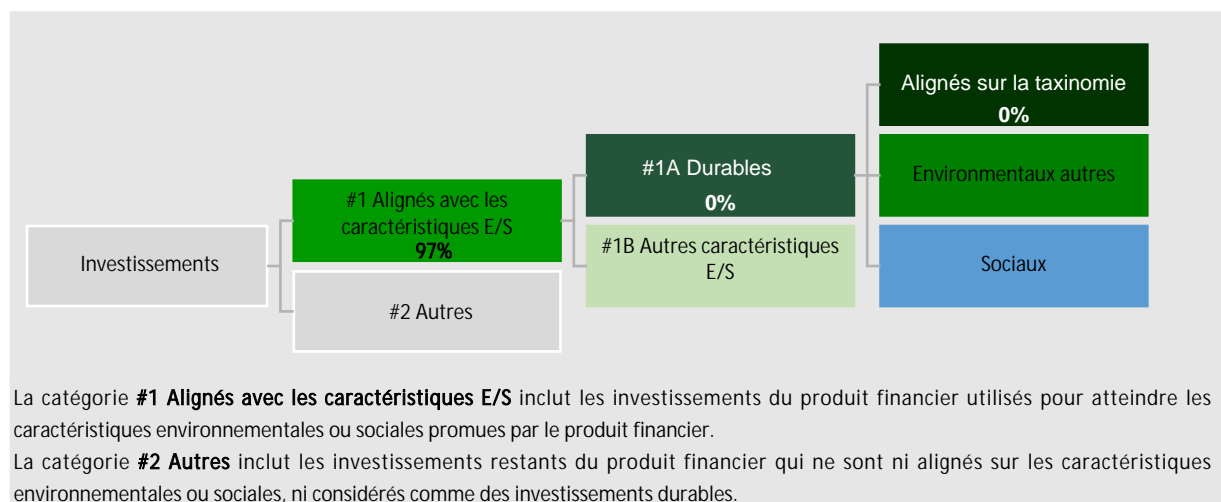 Investissements
#1 Alignés avec les
caractéristiques E/S
97%
#2 Autres
#1A Durables
0%
#1B Autres caractéristiques
E/S
Alignés sur la taxinomie
0%
Environmentaux autres
Sociaux
La catégorie #1 Alignés avec les caractéristiques E/S inclut les investissements du produit financier utilisés pour atteindre les
caractéristiques environnementales ou sociales promues par le produit financier.
La catégorie #2 Autres inclut les investissements restants du produit financier qui ne sont ni alignés sur les caractéristiques
environnementales ou sociales, ni considérés comme des investissements durables.